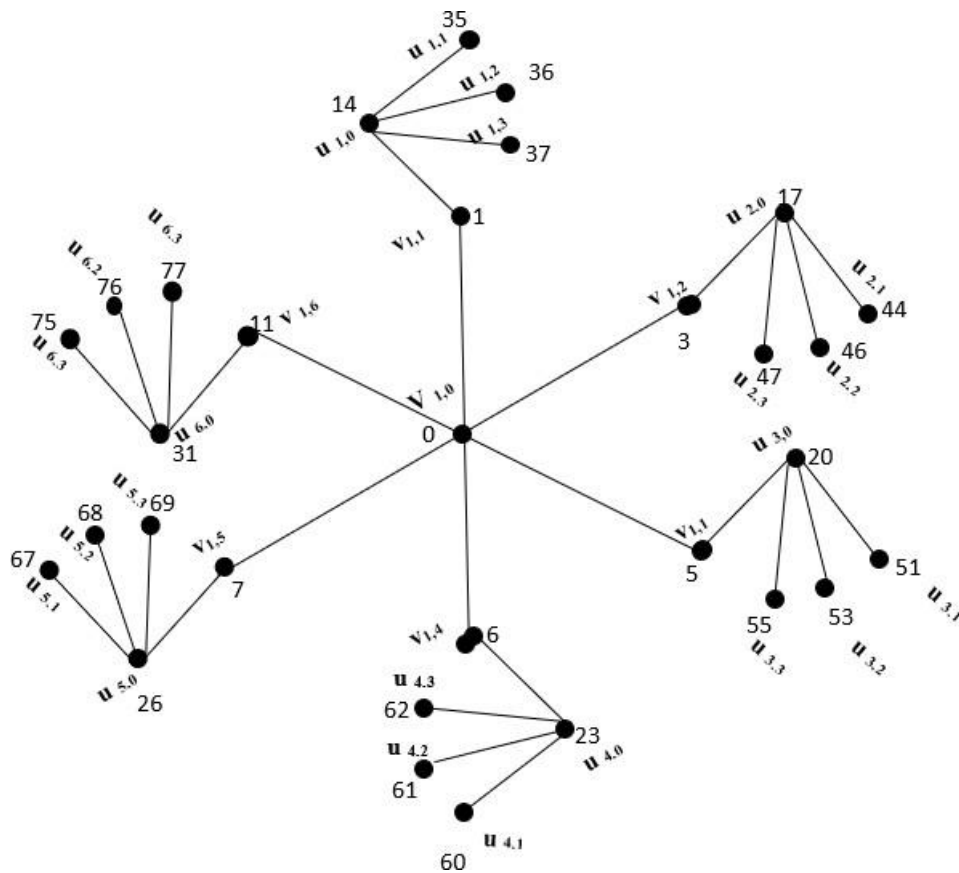 35
u 1,1
36
u 1,2
14
u 1,0
u 1,3
37
1
v1,1
u 2,0
17
u 2.1
44
v 1,2
3
46
u 2.2
47
u 2.3
u 6.3
u 6.2
77
76
75
u 6.3
11
v 1,6
u 6.0
31
V 1,0
0
u 3,0
20
v1,1
5
51
u 3.1
53
u 3.2
55
u 3.3
u 5.3
69
68
u 5.2
67
u 5.1
v1,5
7
u 5.0
26
v1,4
6
u 4.3
62
23
u 4.0
u 4.2
61
u 4.1
60